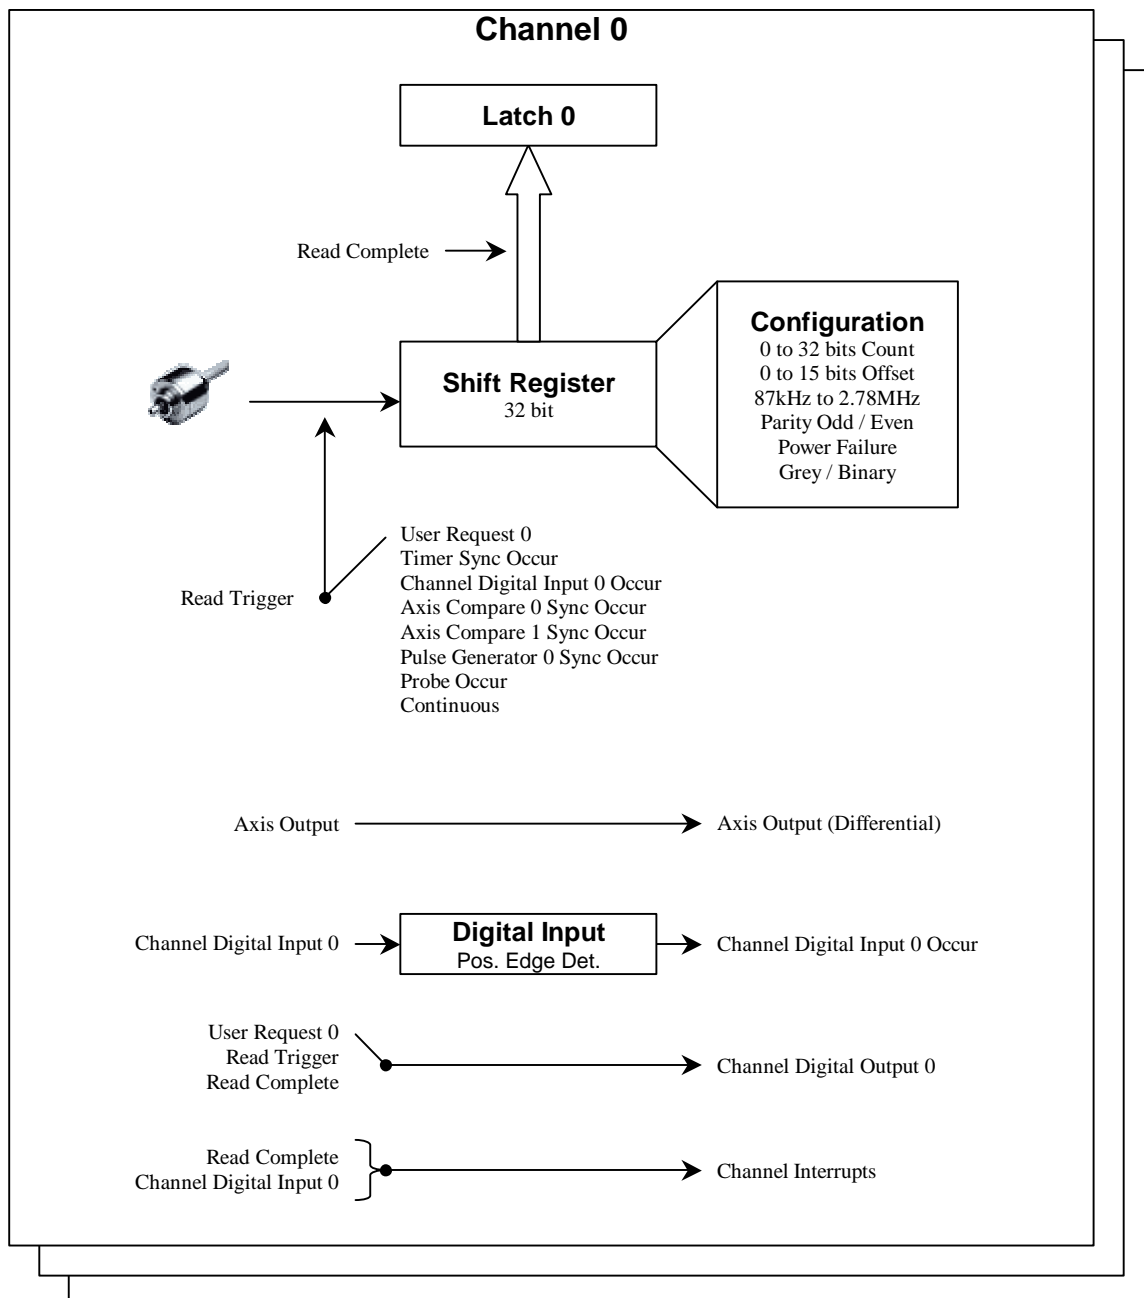 Channel 0
Latch 0
Read Complete
Configuration
0 to 32 bits Count
0 to 15 bits Offset
87kHz to 2.78MHz
Parity Odd / Even
Power Failure
Grey / Binary
Shift Register
32 bit
User Request 0
Timer Sync Occur
Channel Digital Input 0 Occur
Axis Compare 0 Sync Occur
Axis Compare 1 Sync Occur
Pulse Generator 0 Sync Occur
Probe Occur
Continuous
Read Trigger
Axis Output
Axis Output (Differential)
Channel Digital Input 0
Digital Input
Pos. Edge Det.
Channel Digital Input 0 Occur
User Request 0
Read Trigger
Read Complete
Channel Digital Output 0
Read Complete
Channel Digital Input 0
Channel Interrupts